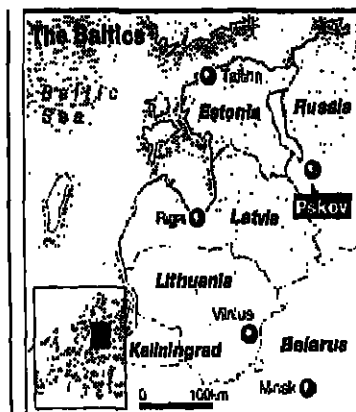 The Baltics
Baltic
Sea
Tallinn
Estonia
Russia
Pskov
Riga
Latvia
Lithuania
Vilnius
Kaliningrad
Belarus
0 100km
Minsk